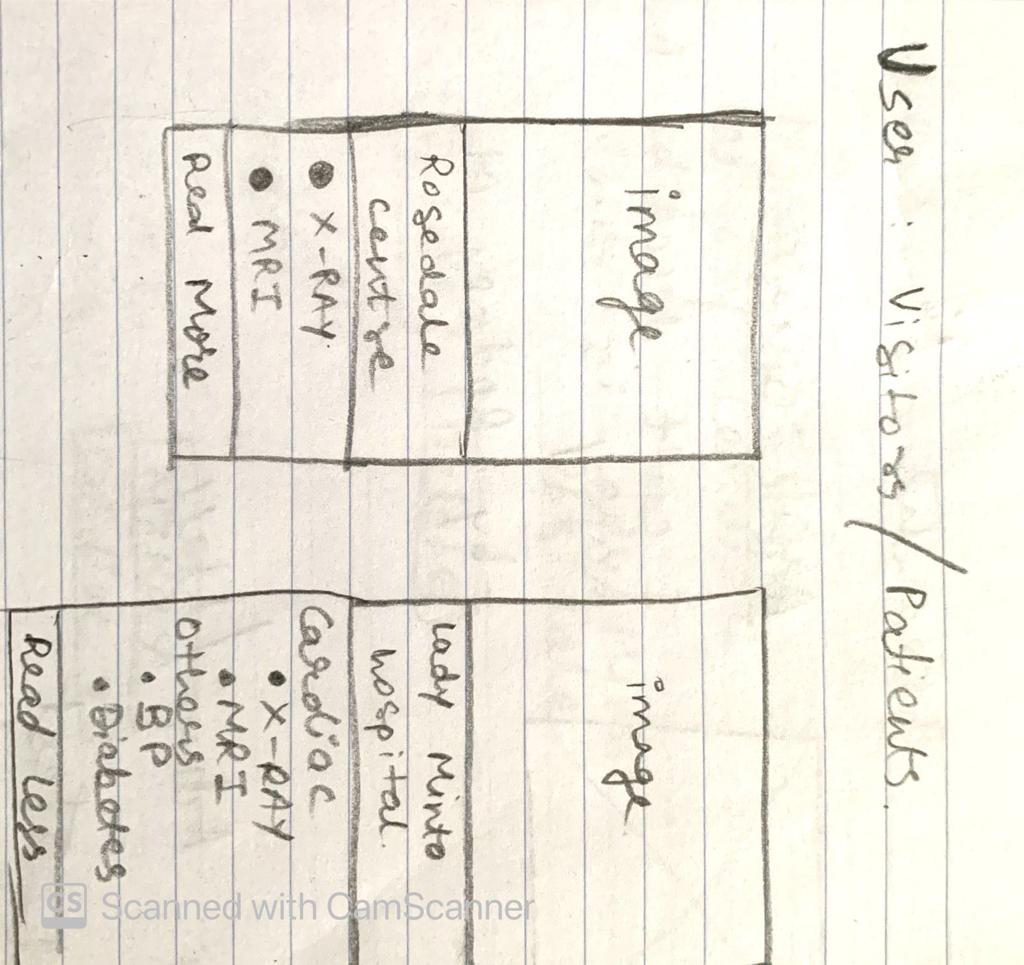 User : Visitors/Patients.
image
Rosedale
centre
• X-RAY
• MRI
Read More
image
Lady Minto
hospital
Cardiac
• X-RAY
• MRI
Others
• BP
• Diabetes
Read Less
CS Scanned with CamScanner